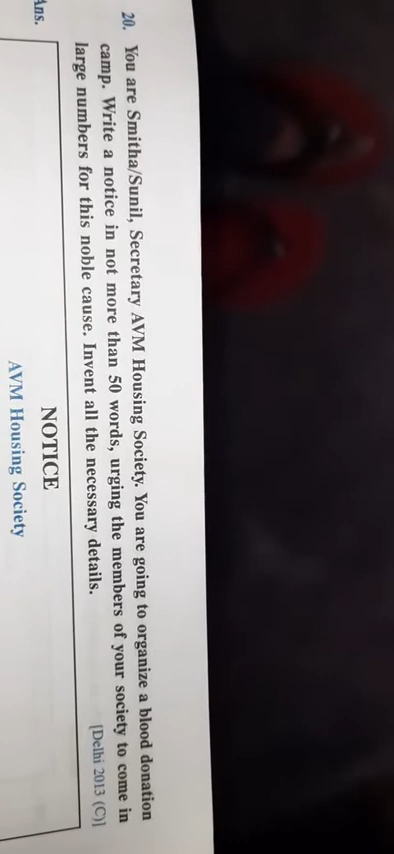 20. You are Smitha/Sunil, Secretary AVM Housing Society. You are going to organize a blood donation
camp. Write a notice in not more than 50 words, urging the members of your society to come in
large numbers for this noble cause. Invent all the necessary details. [Delhi 2013 (C)]
Ans.
NOTICE
AVM Housing Society